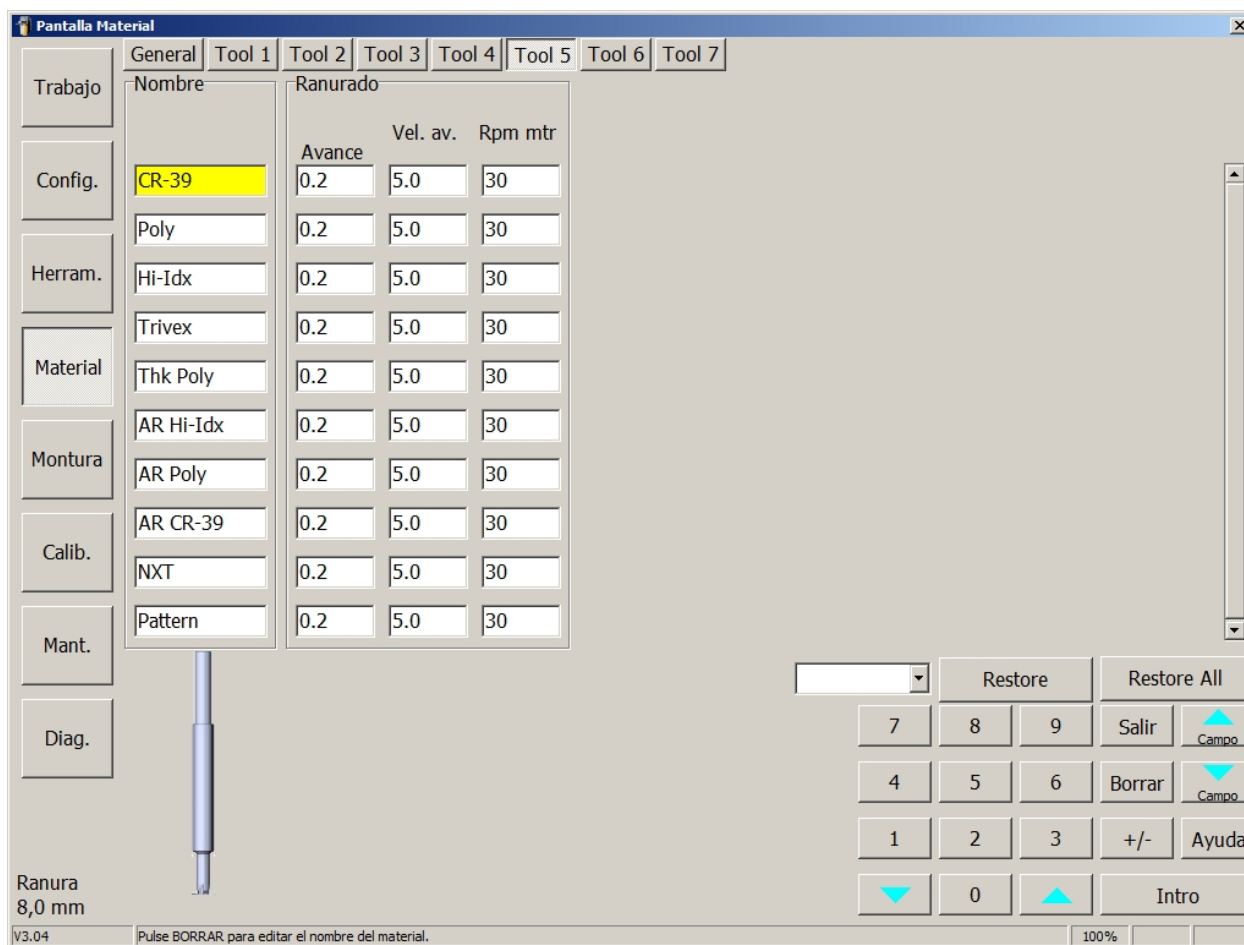 Pantalla Material
General Tool 1 Tool 2 Tool 3 Tool 4 Tool 5 Tool 6 Tool 7
Trabajo
Config.
Herram.
Material
Montura
Calib.
Mant.
Diag.
Nombre Ranurado
Avance Vel. av. Rpm mtr
CR-39 0.2 5.0 30
Poly 0.2 5.0 30
Hi-Idx 0.2 5.0 30
Trivex 0.2 5.0 30
Thk Poly 0.2 5.0 30
AR Hi-Idx 0.2 5.0 30
AR Poly 0.2 5.0 30
AR CR-39 0.2 5.0 30
NXT 0.2 5.0 30
Pattern 0.2 5.0 30
Restore Restore All
7 8 9 Salir Campo
4 5 6 Borrar Campo
1 2 3 +/- Ayuda
0 Intro
Ranura
8,0 mm
V3.04 Pulse BORRAR para editar el nombre del material. 100%